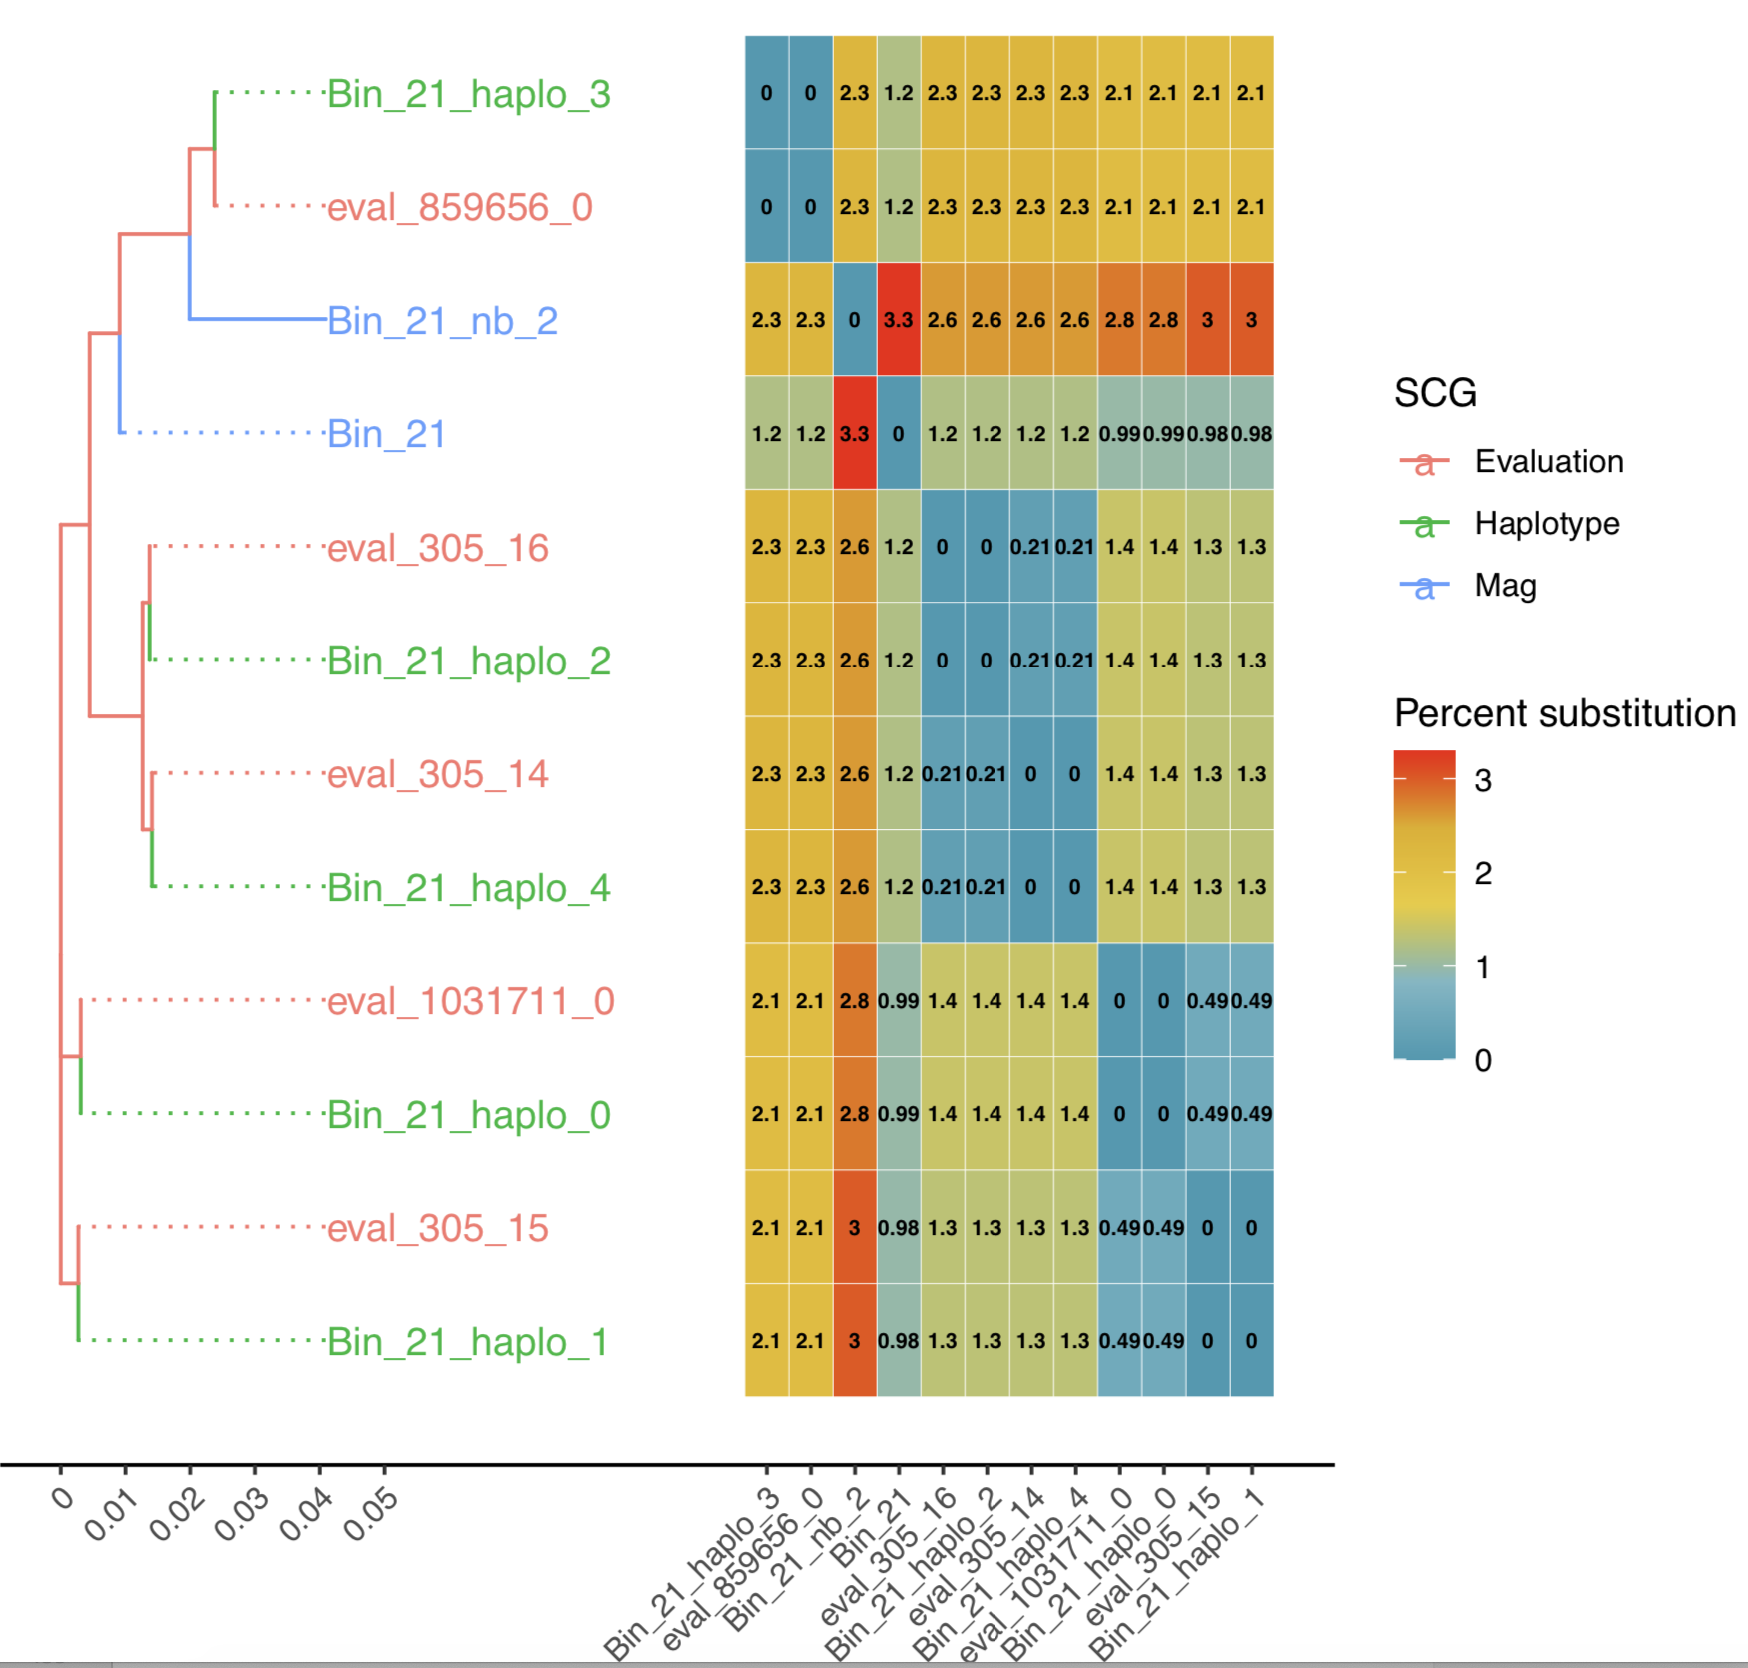 Bin_21_haplo_3 0 0 2.3 1.2 2.3 2.3 2.3 2.3 2.1 2.1 2.1 2.1
eval_859656_0 0 0 2.3 1.2 2.3 2.3 2.3 2.3 2.1 2.1 2.1 2.1
Bin_21_nb_2 2.3 2.3 0 3.3 2.6 2.6 2.6 2.6 2.8 2.8 3 3
Bin_21 1.2 1.2 3.3 0 1.2 1.2 1.2 1.2 0.99 0.99 0.98 0.98
eval_305_16 2.3 2.3 2.6 1.2 0 0 0.21 0.21 1.4 1.4 1.3 1.3
Bin_21_haplo_2 2.3 2.3 2.6 1.2 0 0 0.21 0.21 1.4 1.4 1.3 1.3
eval_305_14 2.3 2.3 2.6 1.2 0.21 0.21 0 0 1.4 1.4 1.3 1.3
Bin_21_haplo_4 2.3 2.3 2.6 1.2 0.21 0.21 0 0 1.4 1.4 1.3 1.3
eval_1031711_0 2.1 2.1 2.8 0.99 1.4 1.4 1.4 1.4 0 0 0.49 0.49
Bin_21_haplo_0 2.1 2.1 2.8 0.99 1.4 1.4 1.4 1.4 0 0 0.49 0.49
eval_305_15 2.1 2.1 3 0.98 1.3 1.3 1.3 1.3 0.49 0.49 0 0
Bin_21_haplo_1 2.1 2.1 3 0.98 1.3 1.3 1.3 1.3 0.49 0.49 0 0
0 0.01 0.02 0.03 0.04 0.05
Bin_21_haplo_3
eval_859656_0
Bin_21_nb_2
Bin_21
eval_305_16
Bin_21_haplo_2
eval_305_14
Bin_21_haplo_4
eval_1031711_0
Bin_21_haplo_0
eval_305_15
Bin_21_haplo_1
SCG
a Evaluation
a Haplotype
a Mag
Percent substitution
3
2
1
0